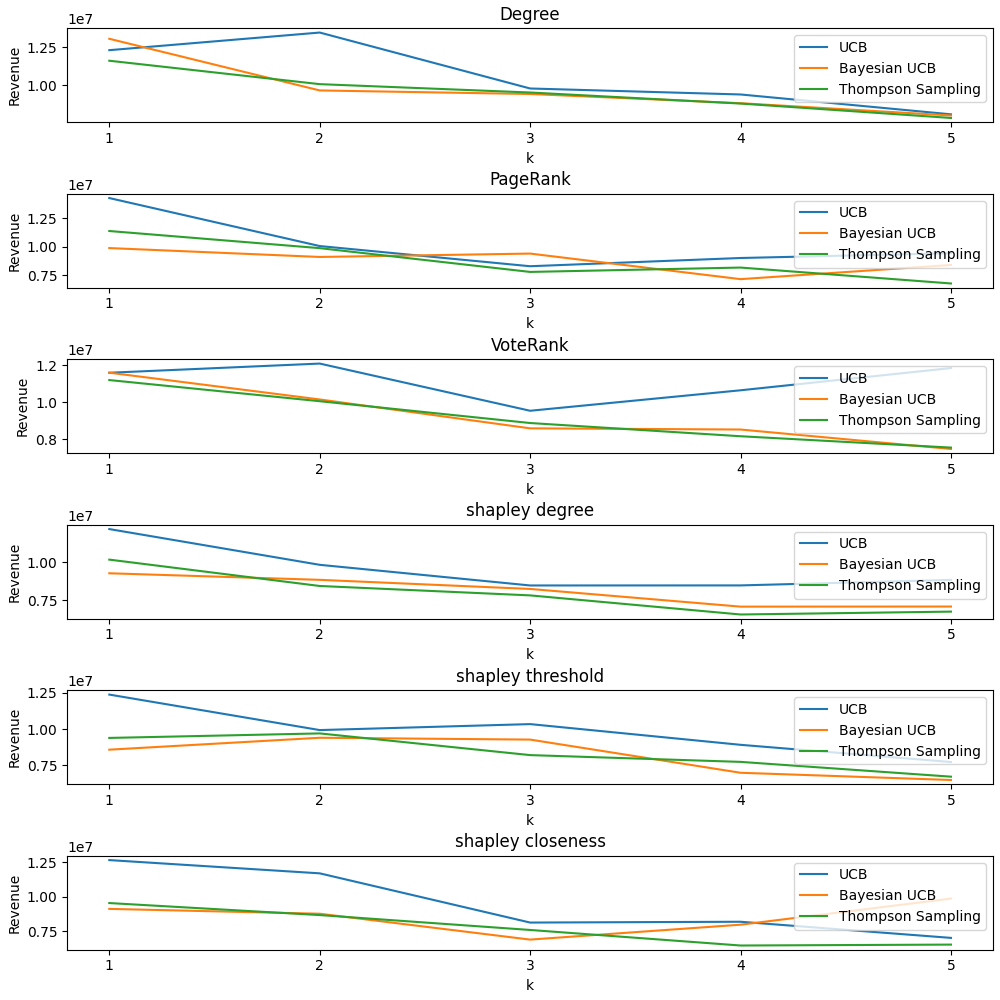 Degree
1e7
Revenue
1.25
1.00
UCB
Bayesian UCB
Thompson Sampling
1 2 3 4 5
k
PageRank
1e7
Revenue
1.25
1.00
0.75
UCB
Bayesian UCB
Thompson Sampling
1 2 3 4 5
k
VoteRank
1e7
Revenue
1.2
1.0
0.8
UCB
Bayesian UCB
Thompson Sampling
1 2 3 4 5
k
shapley degree
1e7
Revenue
1.00
0.75
UCB
Bayesian UCB
Thompson Sampling
1 2 3 4 5
k
shapley threshold
1e7
Revenue
1.25
1.00
0.75
UCB
Bayesian UCB
Thompson Sampling
1 2 3 4 5
k
shapley closeness
1e7
Revenue
1.25
1.00
0.75
UCB
Bayesian UCB
Thompson Sampling
1 2 3 4 5
k